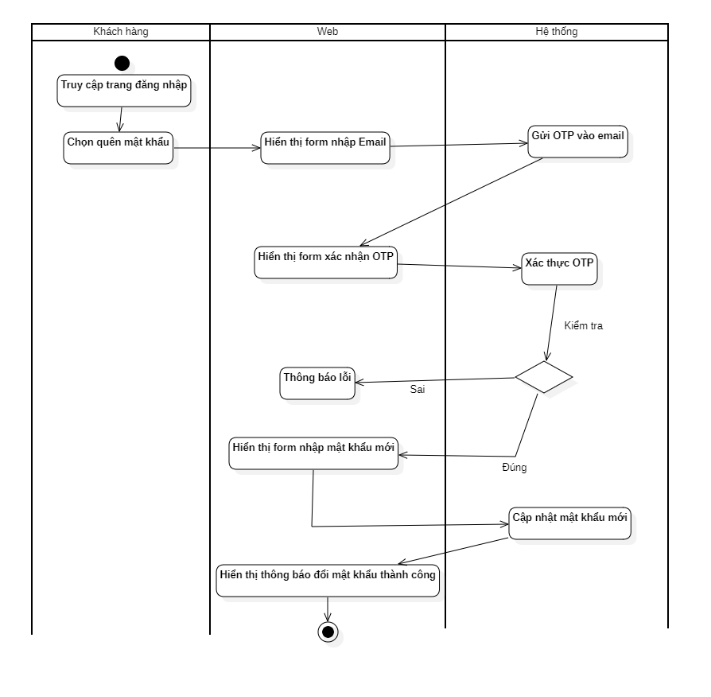 Khách hàng
Web
Hệ thống
Truy cập trang đăng nhập
Chọn quên mật khẩu
Hiển thị form nhập Email
Gửi OTP vào email
Hiển thị form xác nhận OTP
Xác thực OTP
Kiểm tra
Thông báo lỗi
Sai
Hiển thị form nhập mật khẩu mới
Đúng
Cập nhật mật khẩu mới
Hiển thị thông báo đổi mật khẩu thành công